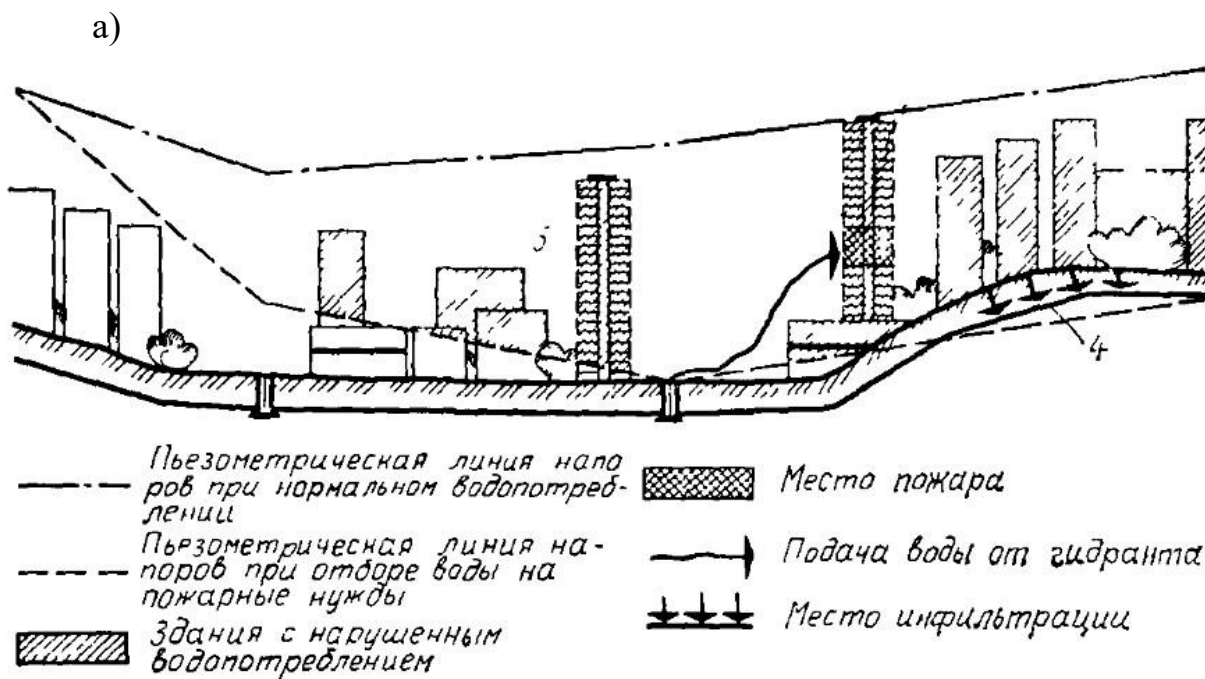 а)
5
4
Пьезометрическая линия напо
ров при нормальном водопотреб-
лении
Пьезометрическая линия на-
поров при отборе воды на
пожарные нужды
Здания с нарушенным
водопотреблением
Место пожара
Подача воды от гидранта
Место инфильтрации